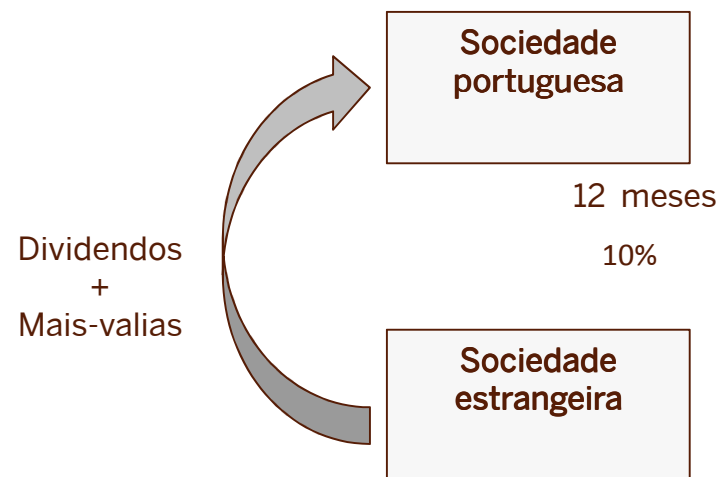 Sociedade
portuguesa
12 meses
10%
Dividendos
+
Mais-valias
Sociedade
estrangeira